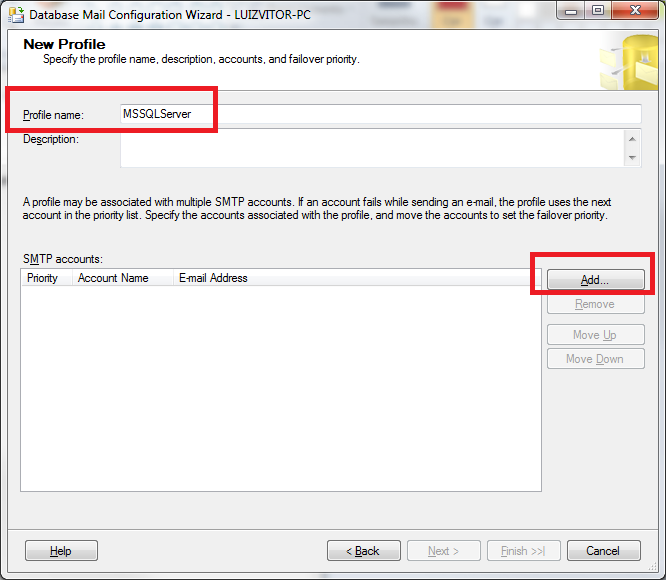 Database Mail Configuration Wizard - LUIZVITOR-PC
New Profile
Specify the profile name, description, accounts, and failover priority.
Profile name: MSSQLServer
Description:
A profile may be associated with multiple SMTP accounts. If an account fails while sending an e-mail, the profile uses the next
account in the priority list. Specify the accounts associated with the profile, and move the accounts to set the failover priority.
SMTP accounts:
Priority Account Name E-mail Address
Add...
Remove
Move Up
Move Down
Help < Back Next > Finish >>| Cancel